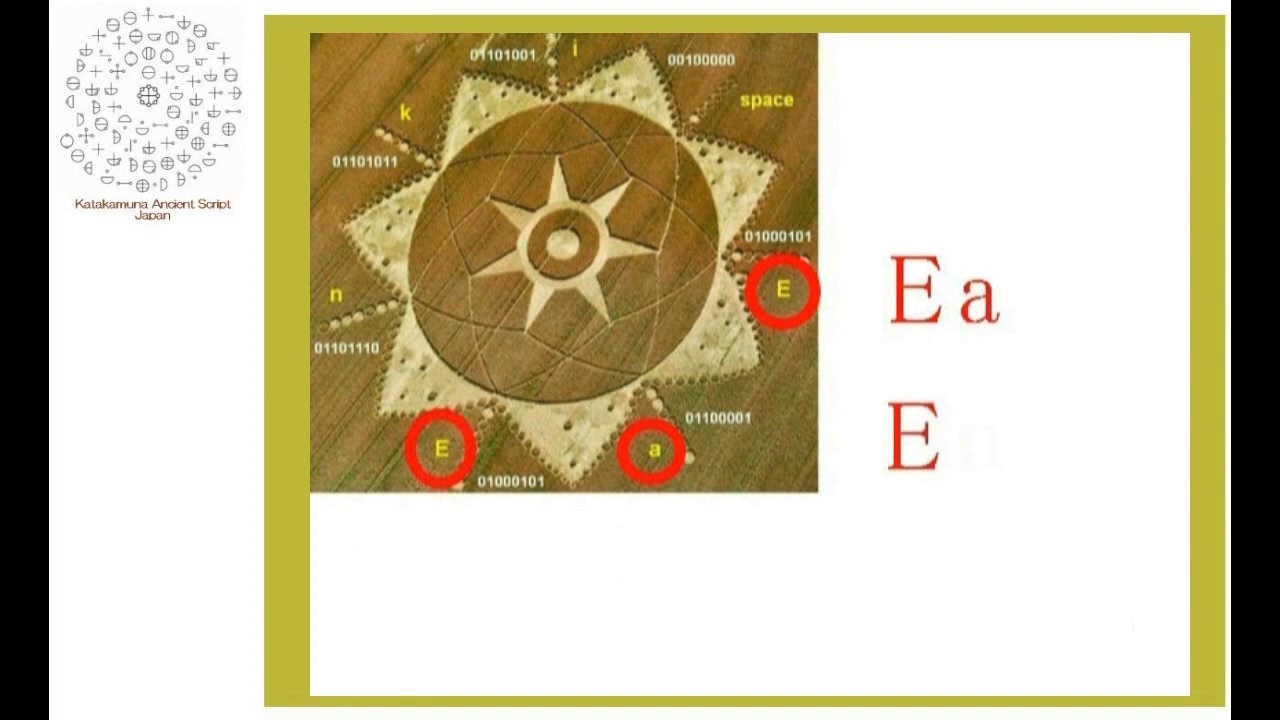 Katakamuna Ancient Script
Japan
01101001
i
00100000
space
k
01101011
01000101
E
n
01101110
01100001
E
a
01000101
Ea
E